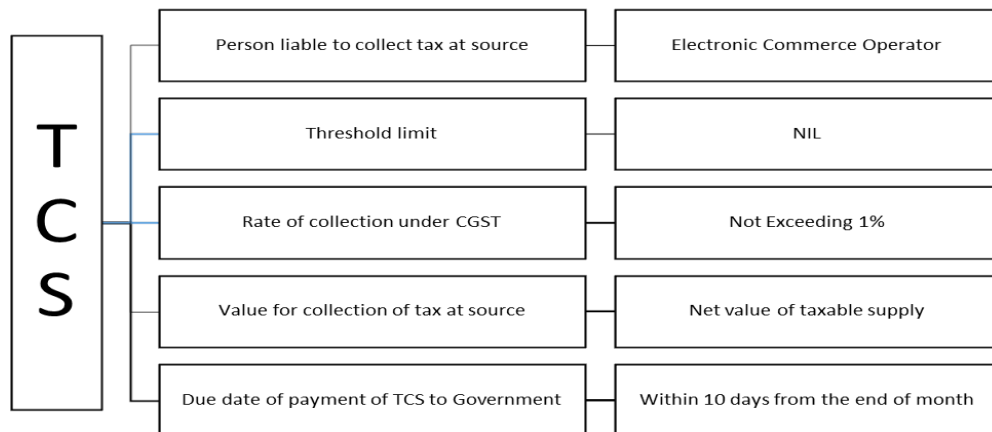 TCS
Person liable to collect tax at source
Electronic Commerce Operator
Threshold limit
NIL
Rate of collection under CGST
Not Exceeding 1%
Value for collection of tax at source
Net value of taxable supply
Due date of payment of TCS to Government
Within 10 days from the end of month